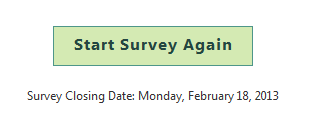 Start Survey Again
Survey Closing Date: Monday, February 18, 2013